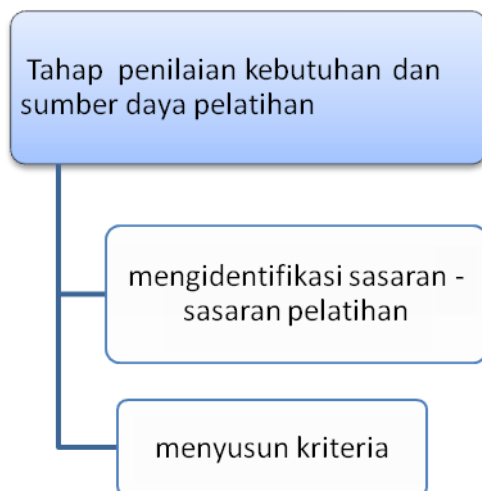 Tahap penilaian kebutuhan dan
sumber daya pelatihan
mengidentifikasi sasaran -
sasaran pelatihan
menyusun kriteria